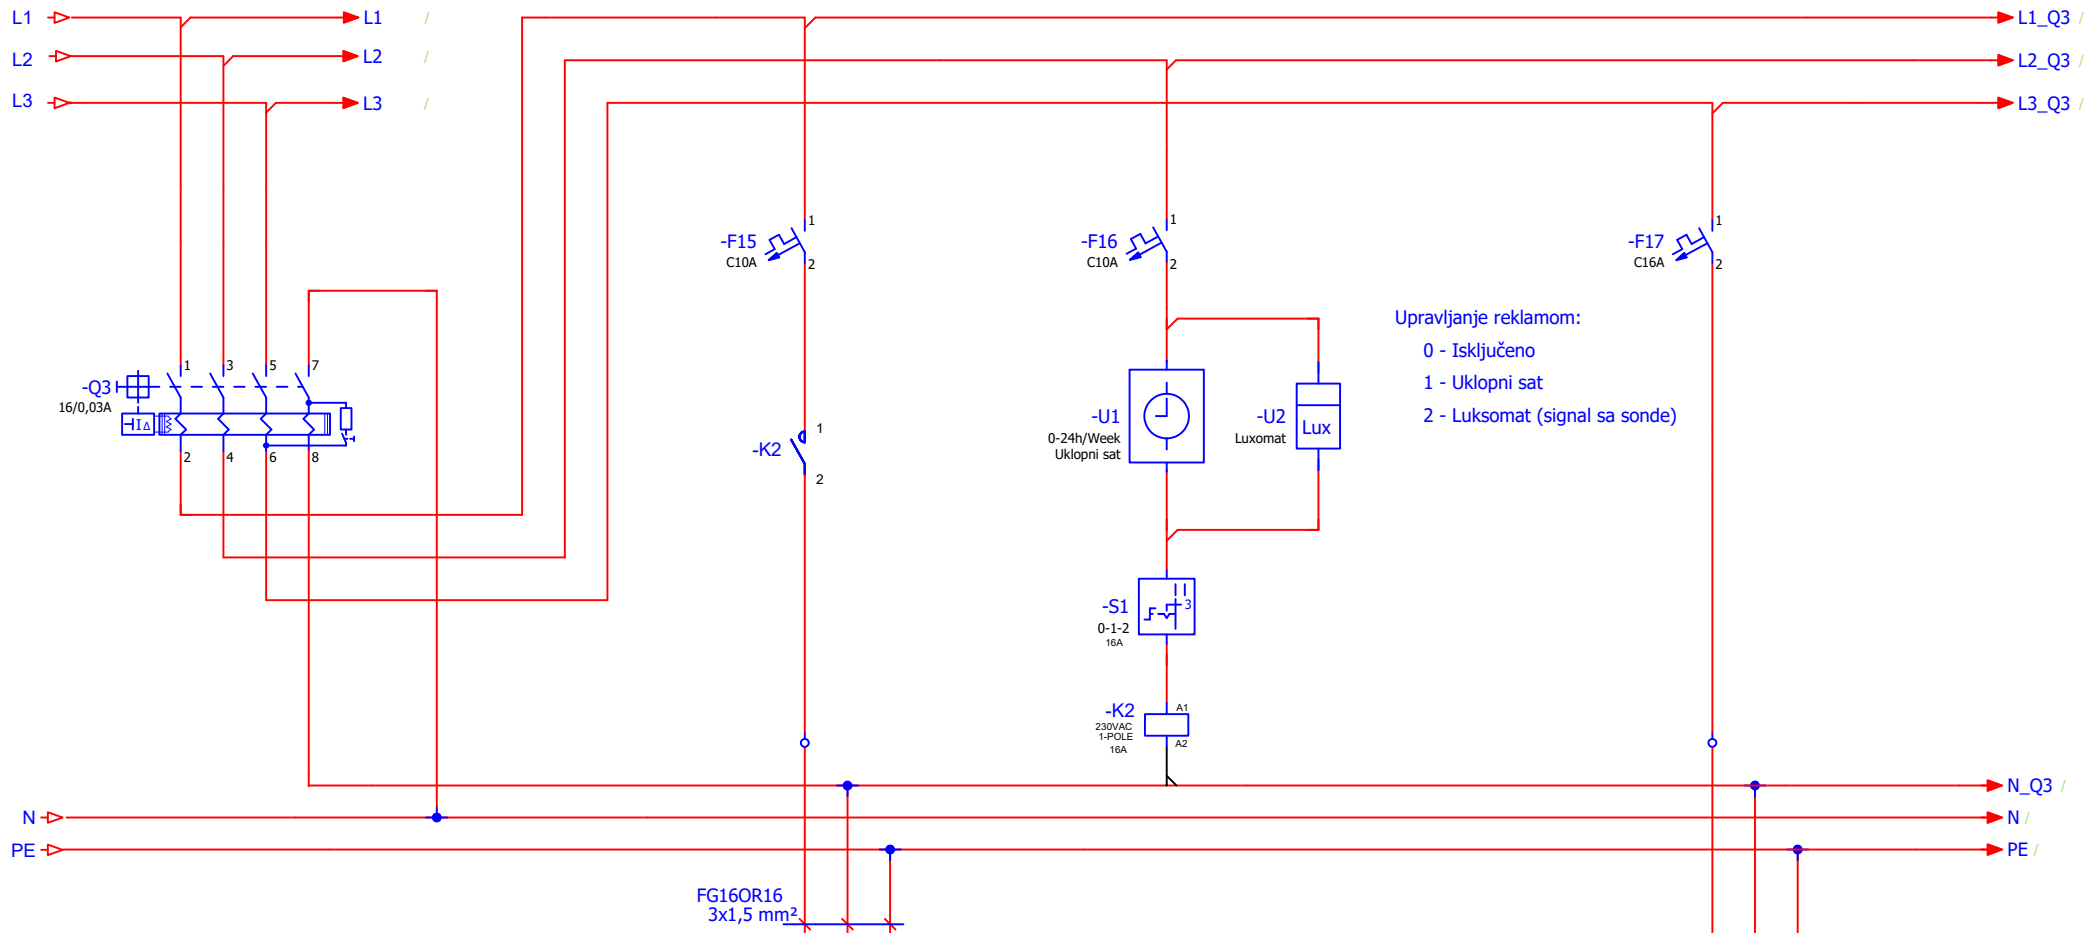 L1 L1 / L1_Q3 /
L2 L2 / L2_Q3 /
L3 L3 / L3_Q3 /
-F15
C10A
1
2
-F16
C10A
1
2
-F17
C16A
1
2
Upravljanje reklamom:
0 - Isključeno
1 - Uklopni sat
2 - Luksomat (signal sa sonde)
-Q3
16/0,03A
1 3 5 7
I Δ
2 4 6 8
-K2
1
2
-U1
0-24h/Week
Uklopni sat
-U2
Luxomat
Lux
-S1
0-1-2
16A
3
-K2
230VAC
1-POLE
16A
A1
A2
N_Q3 /
N N /
PE PE /
FG16OR16
3x1,5 mm²